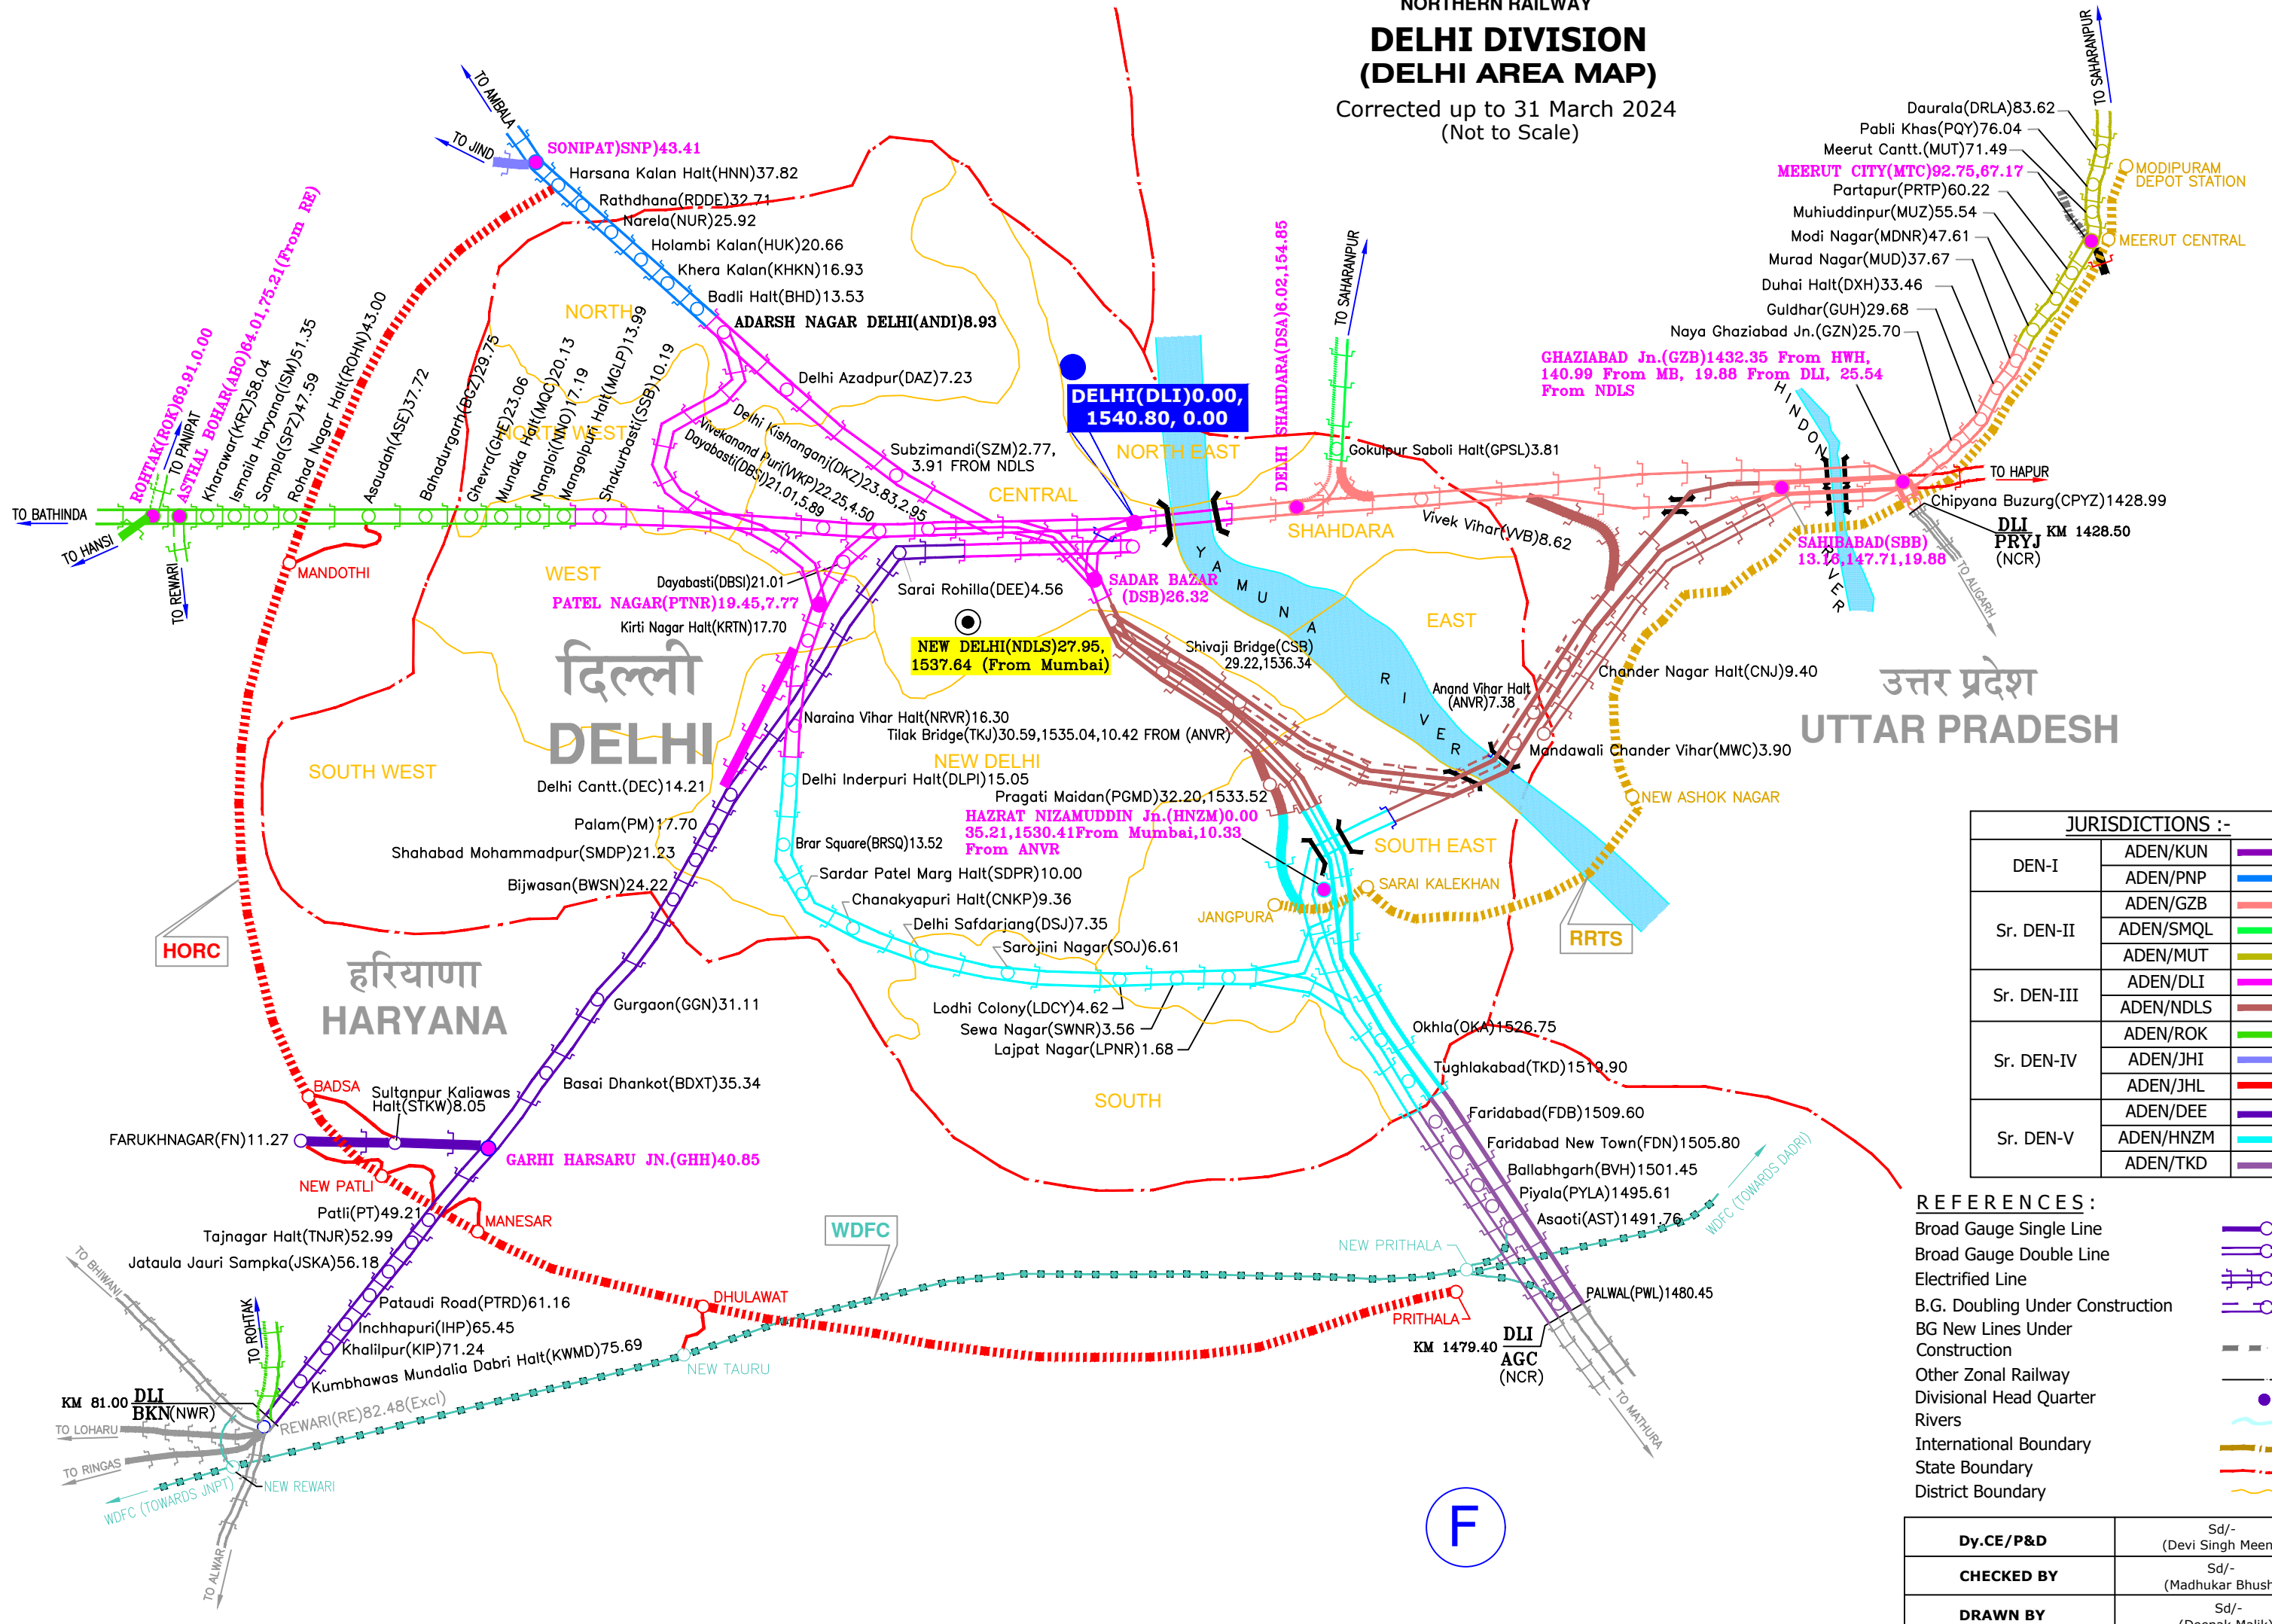 NORTHERN RAILWAY
DELHI DIVISION
(DELHI AREA MAP)
Corrected up to 31 March 2024
(Not to Scale)
TO AMBALA
TO JIND
SONIPAT)SNP)43.41
Harsana Kalan Halt(HNN)37.82
Rathdhana(RDDE)32.71
Narela(NUR)25.92
Holambi Kalan(HUK)20.66
Khera Kalan(KHKN)16.93
Badli Halt(BHD)13.53
ADARSH NAGAR DELHI(ANDI)8.93
Delhi Azadpur(DAZ)7.23
NORTH
NORTH WEST
TO SAHARANPUR
Daurala(DRLA)83.62
Pabli Khas(PQY)76.04
Meerut Cantt.(MUT)71.49
MEERUT CITY(MTC)92.75,67.17
Partapur(PRTP)60.22
Muhiuddinpur(MUZ)55.54
Modi Nagar(MDNR)47.61
Murad Nagar(MUD)37.67
Duhai Halt(DXH)33.46
Guldhar(GUH)29.68
Naya Ghaziabad Jn.(GZN)25.70
MODIPURAM
DEPOT STATION
MEERUT CENTRAL
GHAZIABAD Jn.(GZB)1432.35 From HWH,
140.99 From MB, 19.88 From DLI, 25.54
From NDLS
HINDON
RIVER
TO SAHARANPUR
DELHI SHAHDARA(DSA)6.02,154.85
DELHI(DLI)0.00,
1540.80, 0.00
NORTH EAST
Gokulpur Saboli Halt(GPSL)3.81
TO HAPUR
Chipyana Buzurg(CPYZ)1428.99
DLI
PRYJ
(NCR)
KM 1428.50
TO ALIGARH
SAHIBABAD(SBB)
13.16,147.71,19.88
Vivek Vihar(VVB)8.62
SHAHDARA
CENTRAL
Subzimandi(SZM)2.77,
3.91 FROM NDLS
Delhi Kishanganj(DKZ)23.83,2.95
Vivekanand Puri(VVKP)22.25,4.50
Dayabasti(DBSI)21.01,5.89
ROHTAK(ROK)69.91,0.00
TO PANIPAT
ASTHAL BOHAR(ABO)64.01,75.21(From RE)
Kharawar(KRZ)58.04
Ismaila Haryana(ISM)51.35
Sampla(SPZ)47.59
Rohad Nagar Halt(ROHN)43.00
Asaudah(ASE)37.72
Bahadurgarh(BGZ)29.75
Ghevra(GHE)23.06
Mundka Halt(MQC)20.13
Nangloi(NNO)17.19
Mangolpuri Halt(MGLP)13.99
Shakurbasti(SSB)10.19
TO BATHINDA
TO HANSI
TO REWARI
MANDOTHI
WEST
Dayabasti(DBSI)21.01
PATEL NAGAR(PTNR)19.45,7.77
Kirti Nagar Halt(KRTN)17.70
Sarai Rohilla(DEE)4.56
NEW DELHI(NDLS)27.95,
1537.64 (From Mumbai)
SADAR BAZAR
(DSB)26.32
Shivaji Bridge(CSB)
29.22,1536.34
YAMUNA RIVER
EAST
Anand Vihar Halt
(ANVR)7.38
Chander Nagar Halt(CNJ)9.40
Mandawali Chander Vihar(MWC)3.90
उत्तर प्रदेश
UTTAR PRADESH
दिल्ली
DELHI
SOUTH WEST
Naraina Vihar Halt(NRVR)16.30
Tilak Bridge(TKJ)30.59,1535.04,10.42 FROM (ANVR)
NEW DELHI
Delhi Inderpuri Halt(DLPI)15.05
Pragati Maidan(PGMD)32.20,1533.52
HAZRAT NIZAMUDDIN Jn.(HNZM)0.00
35.21,1530.41From Mumbai,10.33
From ANVR
Delhi Cantt.(DEC)14.21
Palam(PM)17.70
Shahabad Mohammadpur(SMDP)21.23
Bijwasan(BWSN)24.22
Brar Square(BRSQ)13.52
Sardar Patel Marg Halt(SDPR)10.00
Chanakyapuri Halt(CNKP)9.36
Delhi Safdarjang(DSJ)7.35
Sarojini Nagar(SOJ)6.61
Lodhi Colony(LDCY)4.62
Sewa Nagar(SWNR)3.56
Lajpat Nagar(LPNR)1.68
SOUTH EAST
NEW ASHOK NAGAR
SARAI KALEKHAN
JANGPURA
RRTS
HORC
हरियाणा
HARYANA
Gurgaon(GGN)31.11
Basai Dhankot(BDXT)35.34
Okhla(OKA)1526.75
Tughlakabad(TKD)1519.90
SOUTH
Faridabad(FDB)1509.60
Faridabad New Town(FDN)1505.80
Ballabhgarh(BVH)1501.45
Piyala(PYLA)1495.61
Asaoti(AST)1491.76
BADSA
Sultanpur Kaliawas
Halt(STKW)8.05
FARUKHNAGAR(FN)11.27
GARHI HARSARU JN.(GHH)40.85
NEW PATLI
Patli(PT)49.21
MANESAR
Tajnagar Halt(TNJR)52.99
Jataula Jauri Sampka(JSKA)56.18
Pataudi Road(PTRD)61.16
Inchhapuri(IHP)65.45
Khalilpur(KIP)71.24
Kumbhawas Mundalia Dabri Halt(KWMD)75.69
REWARI(RE)82.48(Excl)
WDFC
DHULAWAT
NEW TAURU
NEW PRITHALA
WDFC (TOWARDS DADRI)
PRITHALA
PALWAL(PWL)1480.45
KM 1479.40
DLI
AGC
(NCR)
TO MATHURA
TO BHIWANI
TO ROHTAK
KM 81.00
DLI
BKN(NWR)
TO LOHARU
TO RINGAS
WDFC (TOWARDS JNPT)
NEW REWARI
TO ALWAR
F
JURISDICTIONS :-
DEN-I
ADEN/KUN
ADEN/PNP
Sr. DEN-II
ADEN/GZB
ADEN/SMQL
ADEN/MUT
Sr. DEN-III
ADEN/DLI
ADEN/NDLS
Sr. DEN-IV
ADEN/ROK
ADEN/JHI
ADEN/JHL
Sr. DEN-V
ADEN/DEE
ADEN/HNZM
ADEN/TKD
REFERENCES :
Broad Gauge Single Line
Broad Gauge Double Line
Electrified Line
B.G. Doubling Under Construction
BG New Lines Under
Construction
Other Zonal Railway
Divisional Head Quarter
Rivers
International Boundary
State Boundary
District Boundary
Dy.CE/P&D
Sd/-
(Devi Singh Meen
CHECKED BY
Sd/-
(Madhukar Bhush
DRAWN BY
Sd/-
(Deepak Malik)